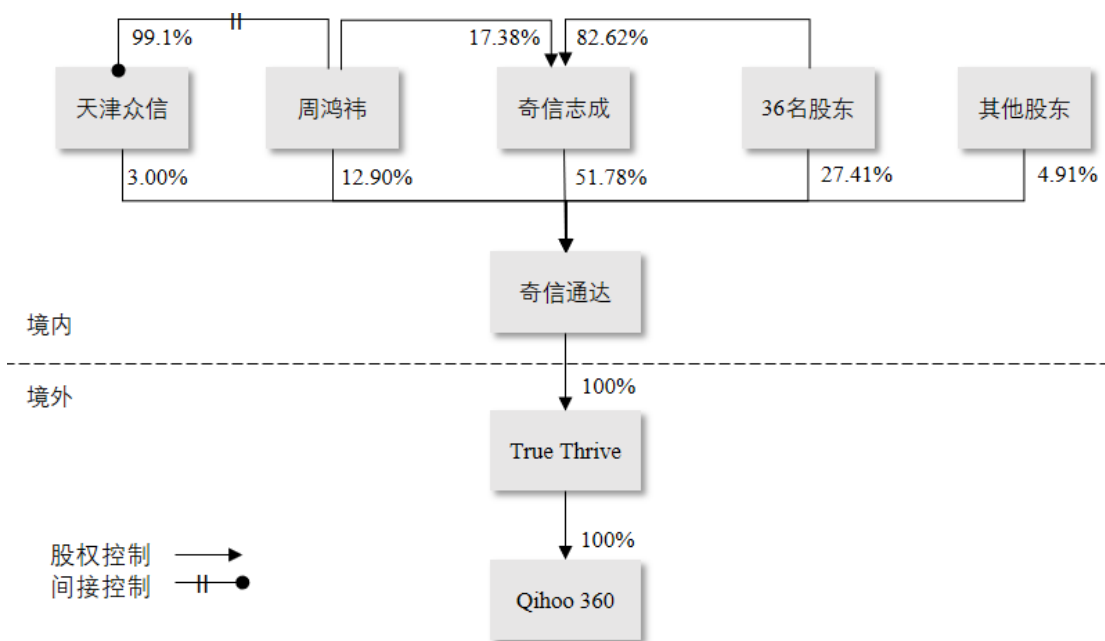 99.1%
17.38%
82.62%
天津众信
周鸿祎
奇信志成
36名股东
其他股东
3.00%
12.90%
51.78%
27.41%
4.91%
奇信通达
境内
境外
100%
True Thrive
100%
股权控制
间接控制
Qihoo 360